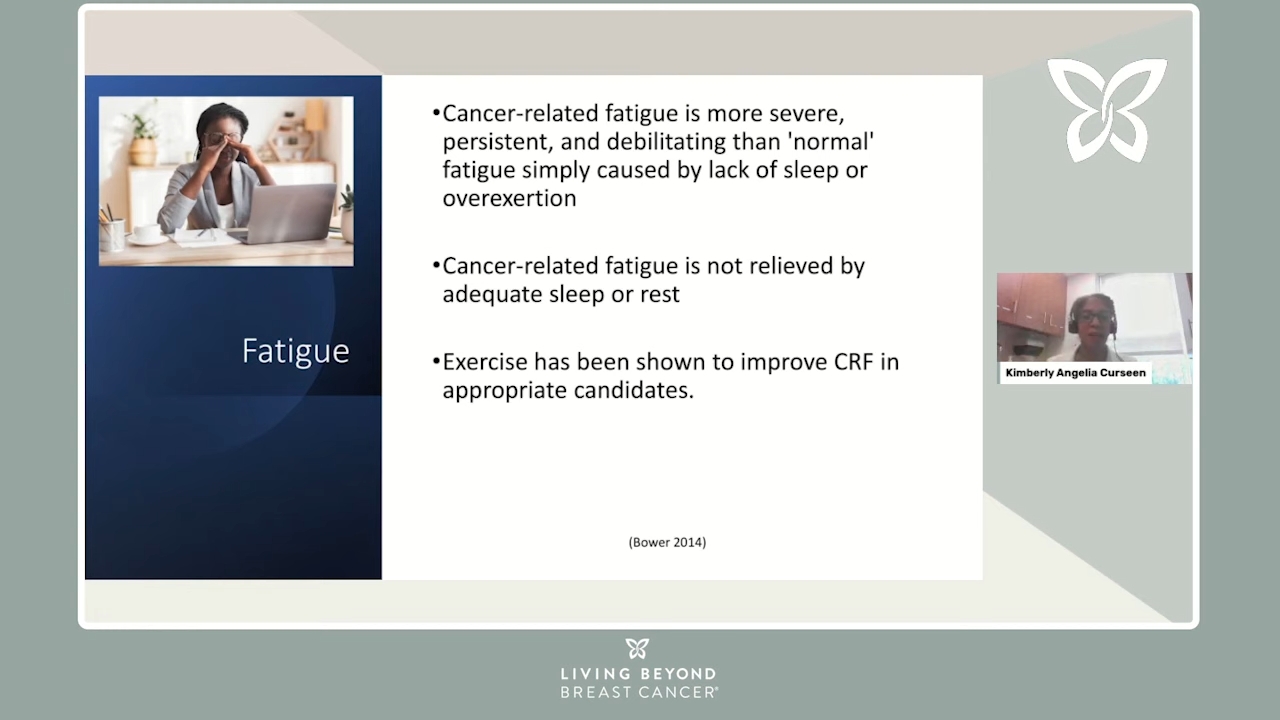 Fatigue
•Cancer-related fatigue is more severe,
persistent, and debilitating than 'normal'
fatigue simply caused by lack of sleep or
overexertion
•Cancer-related fatigue is not relieved by
adequate sleep or rest
•Exercise has been shown to improve CRF in
appropriate candidates.
(Bower 2014)
Kimberly Angelia Curseen
LIVING BEYOND
BREAST CANCER®